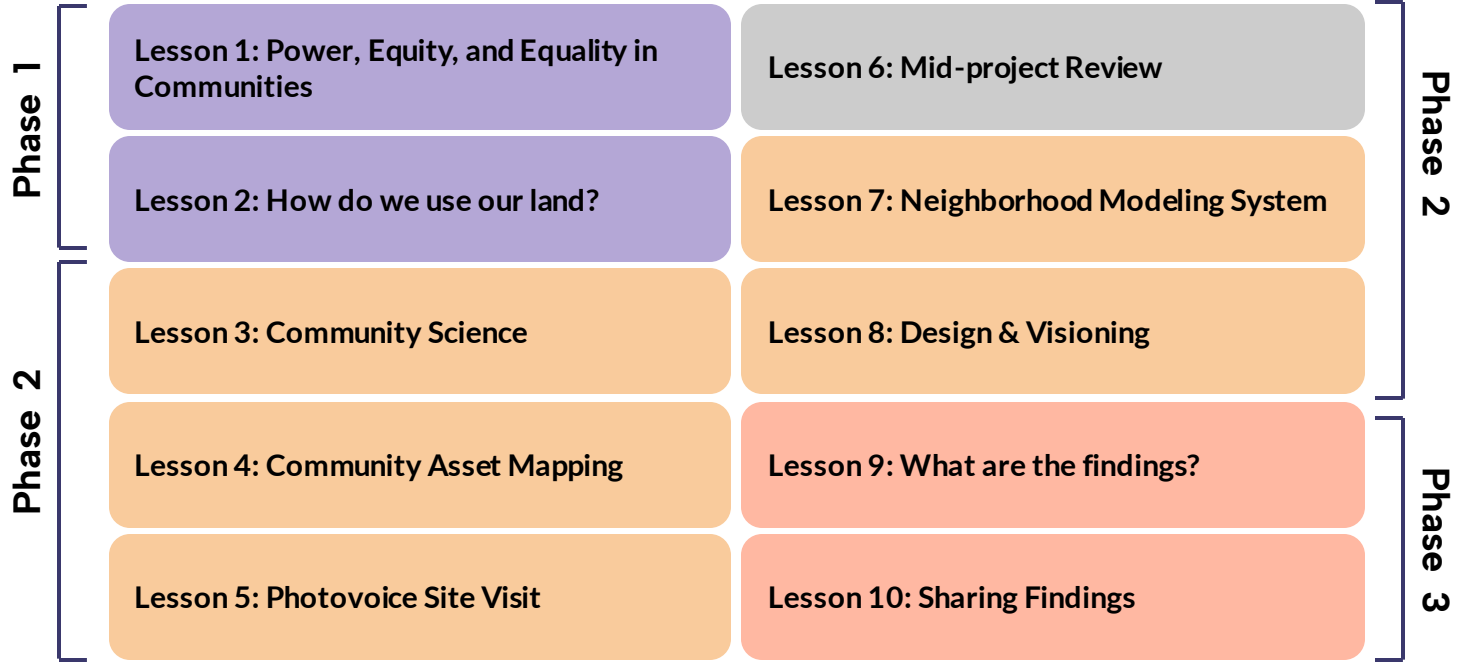 Phase 1
Lesson 1: Power, Equity, and Equality in
Communities
Lesson 2: How do we use our land?
Phase 2
Lesson 3: Community Science
Lesson 4: Community Asset Mapping
Lesson 5: Photovoice Site Visit
Lesson 6: Mid-project Review
Lesson 7: Neighborhood Modeling System
Lesson 8: Design & Visioning
Phase 2
Lesson 9: What are the findings?
Lesson 10: Sharing Findings
Phase 3